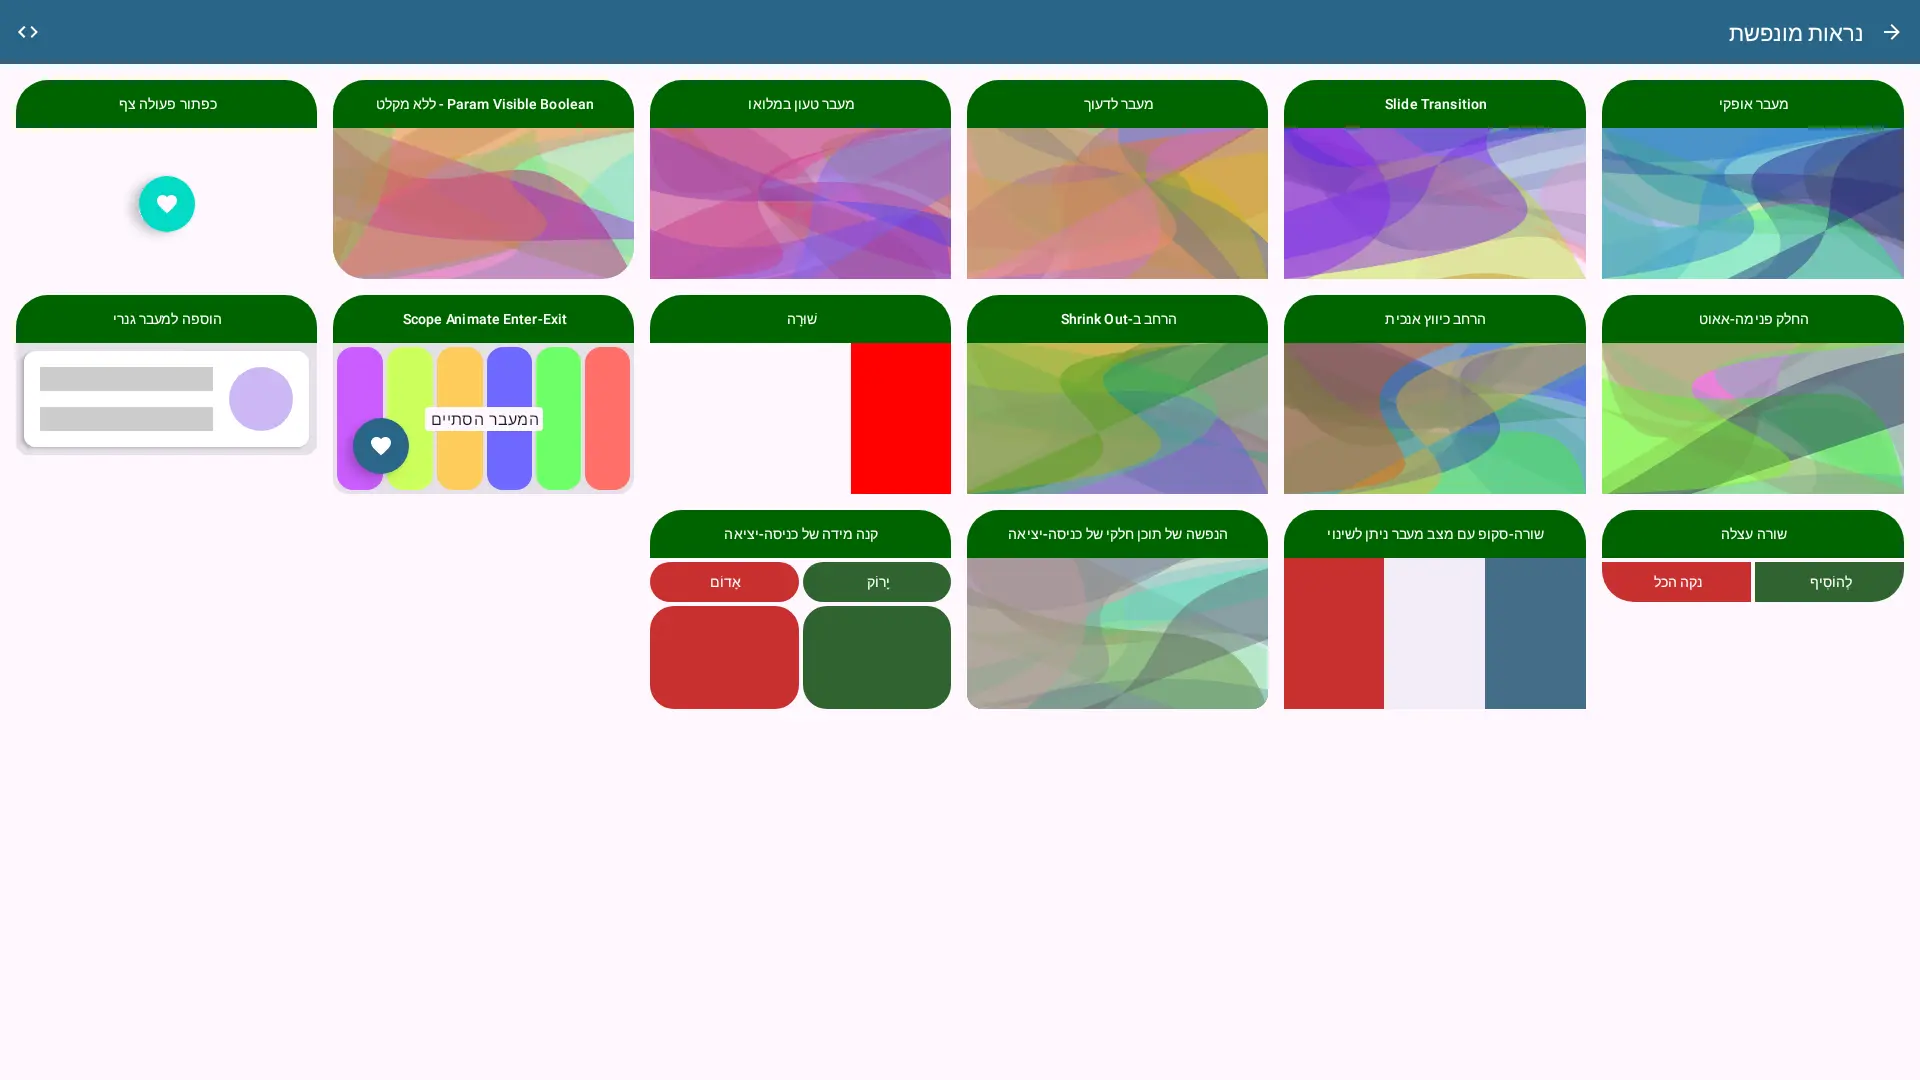 נראות מונפשת
מעבר אופקי
Slide Transition
מעבר לדעוך
מעבר טעון במלואו
ללא מקלט - Param Visible Boolean
כפתור פעולה צף
החלק פנימה-אאוט
הרחב כיווץ אנכית
הרחב ב-Shrink Out
שׁוּרָה
Scope Animate Enter-Exit
המעבר הסתיים
הוספה למעבר גנרי
שורה עצלה
לְהוֹסִיף
נקה הכל
שורה-סקופ עם מצב מעבר ניתן לשינוי
הנפשה של תוכן חלקי של כניסה-יציאה
קנה מידה של כניסה-יציאה
יָרוֹק
אָדוֹם